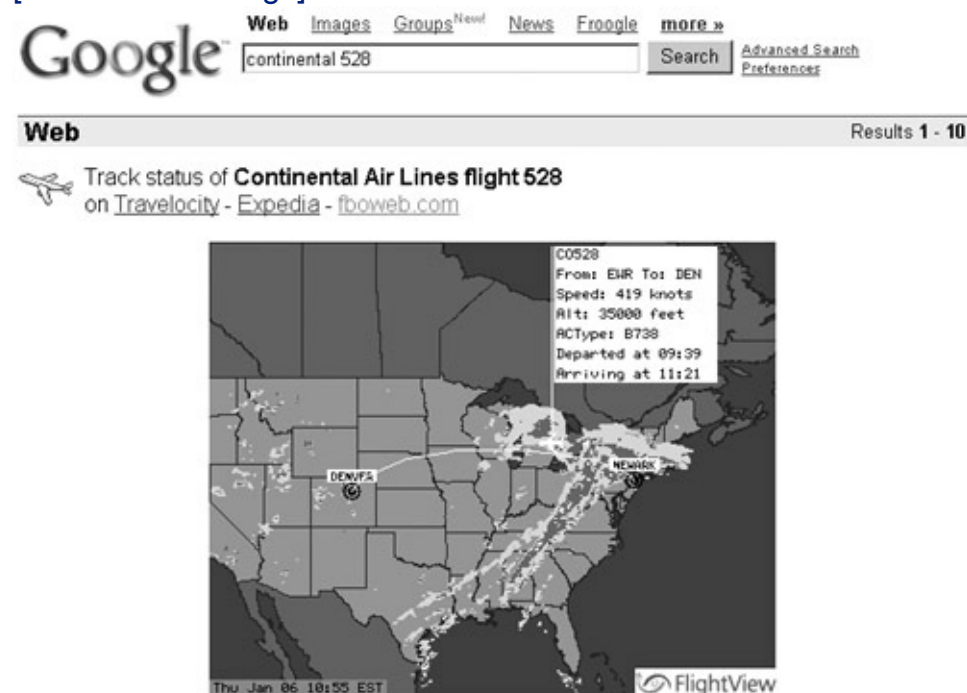 Google
Web Images Groups New! News Froogle more »
continental 528
Search
Advanced Search
Preferences
Web
Results 1 - 10
Track status of Continental Air Lines flight 528
on Travelocity - Expedia - fboweb.com
CO528
From: EWR To: DEN
Speed: 419 knots
Alt: 35000 feet
ACType: B738
Departed at 09:39
Arriving at 11:21
DENVER
NEWARK
Thu Jan 06 10:55 EST
FlightView